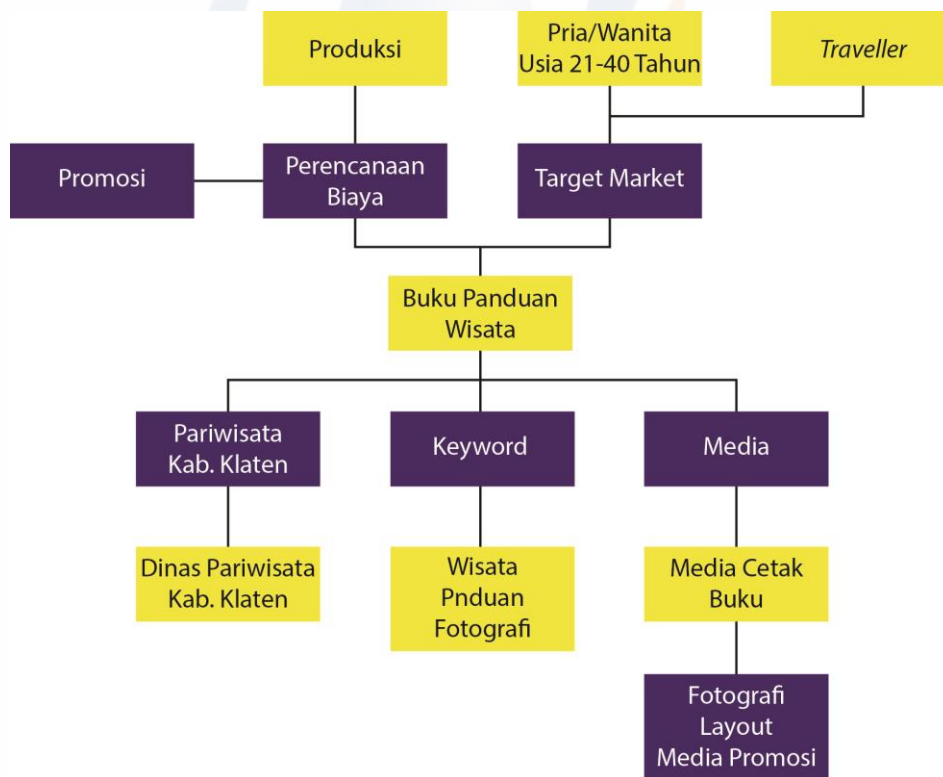 Produksi
Pria/Wanita
Usia 21-40 Tahun
Traveller
Promosi
Perencanaan
Biaya
Target Market
Buku Panduan
Wisata
Pariwisata
Kab. Klaten
Keyword
Media
Dinas Pariwisata
Kab. Klaten
Wisata
Pnduan
Fotografi
Media Cetak
Buku
Fotografi
Layout
Media Promosi